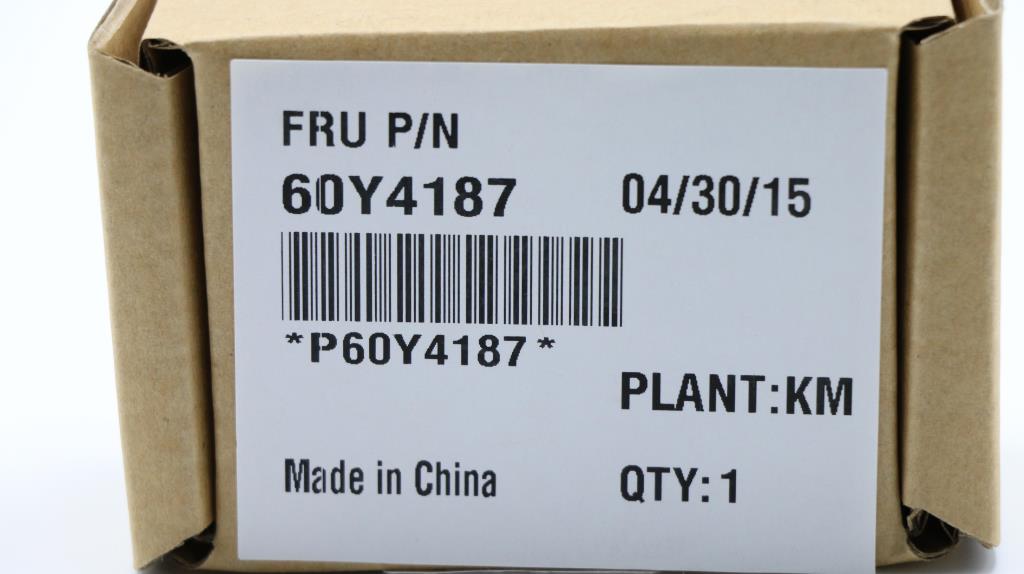 FRU P/N
60Y4187 04/30/15
*P60Y4187*
PLANT:KM
Made in China QTY:1